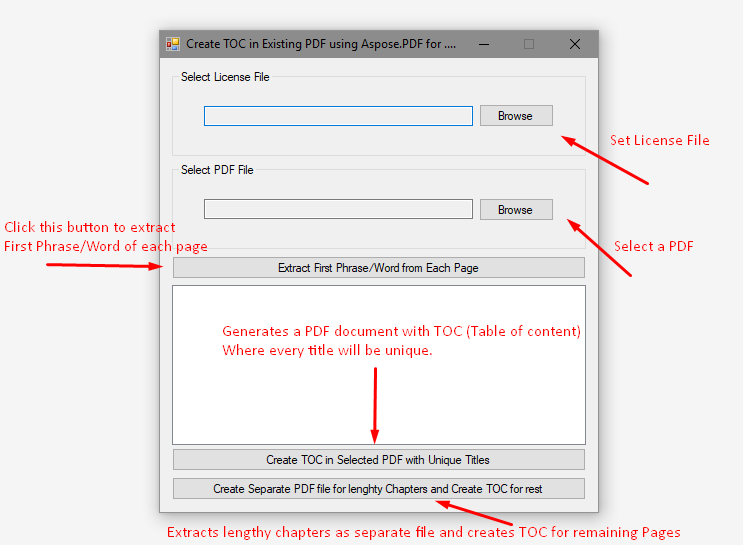 Create TOC in Existing PDF using Aspose.PDF for ....
Select License File
Browse
Set License File
Select PDF File
Browse
Select a PDF
Click this button to extract
First Phrase/Word of each page
Extract First Phrase/Word from Each Page
Generates a PDF document with TOC (Table of content)
Where every title will be unique.
Create TOC in Selected PDF with Unique Titles
Create Separate PDF file for lenghty Chapters and Create TOC for rest
Extracts lengthy chapters as separate file and creates TOC for remaining Pages